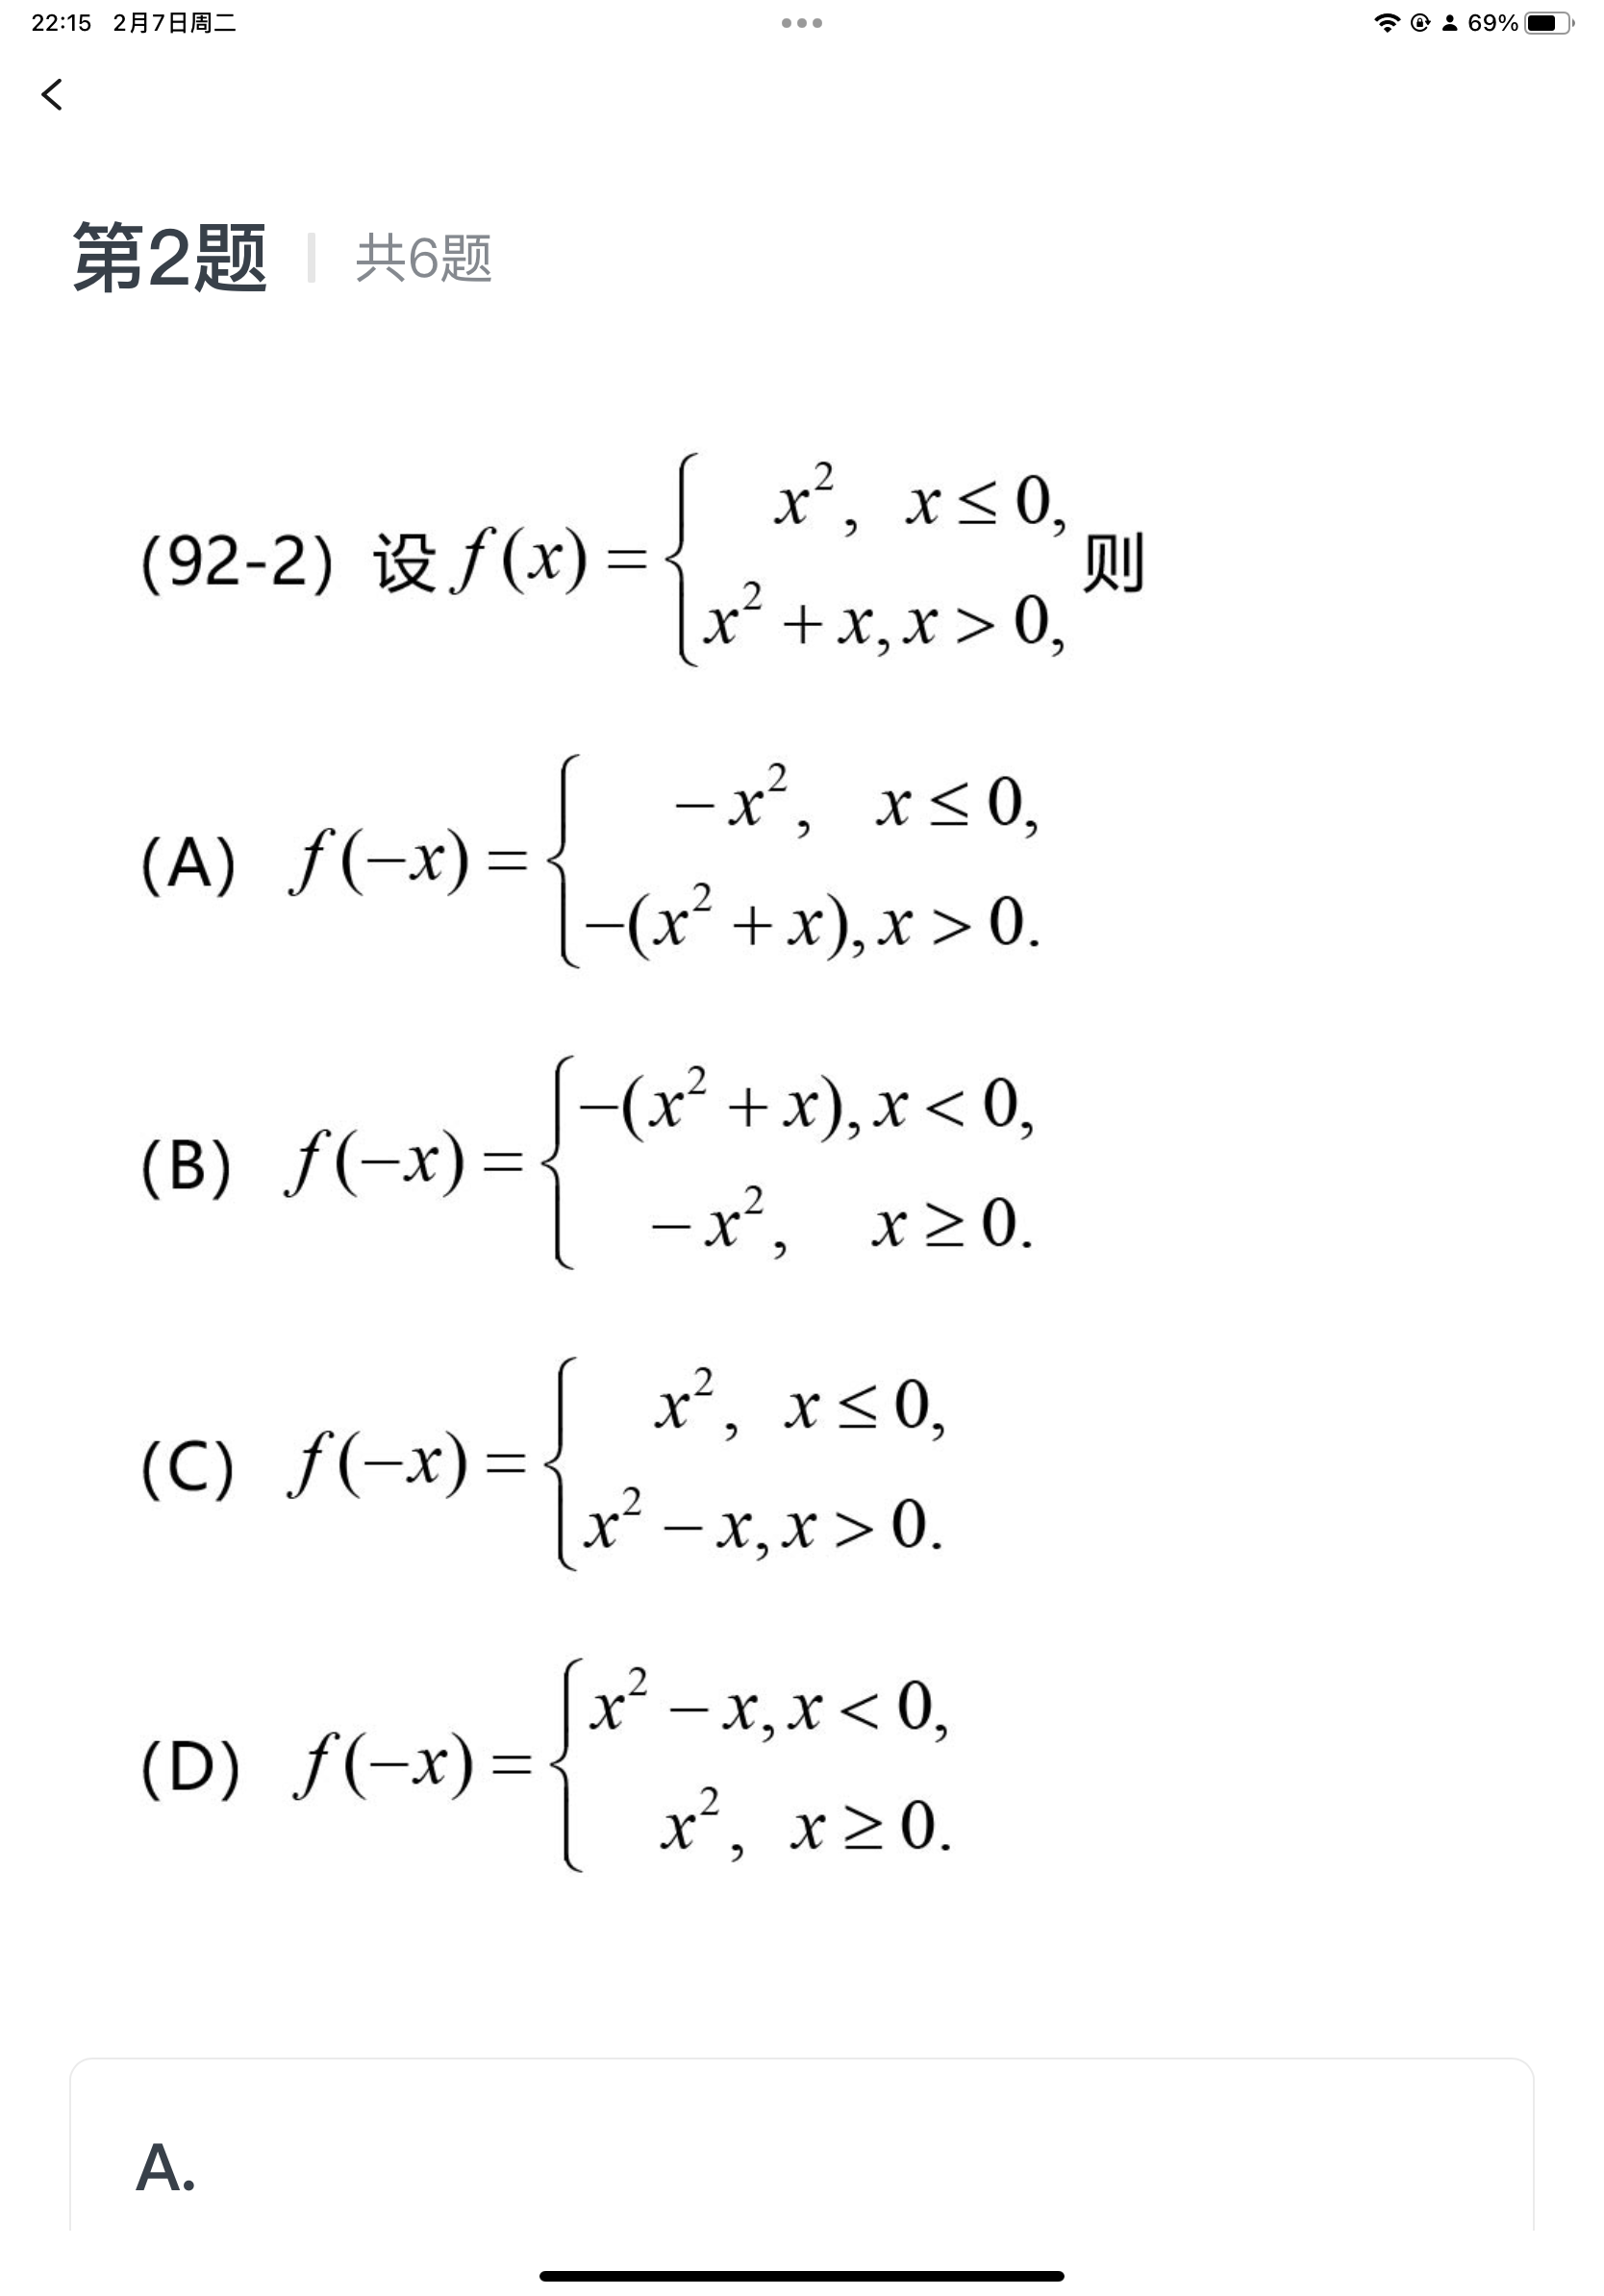 22:15 2月7日周二
69%
第2题 共6题
(92-2) 设 f(x) = { x², x ≤ 0,
x² + x, x > 0, 则
(A) f(−x) = { −x², x ≤ 0,
−(x² + x), x > 0.
(B) f(−x) = { −(x² + x), x < 0,
−x², x ≥ 0.
(C) f(−x) = { x², x ≤ 0,
x² − x, x > 0.
(D) f(−x) = { x² − x, x < 0,
x², x ≥ 0.
A.